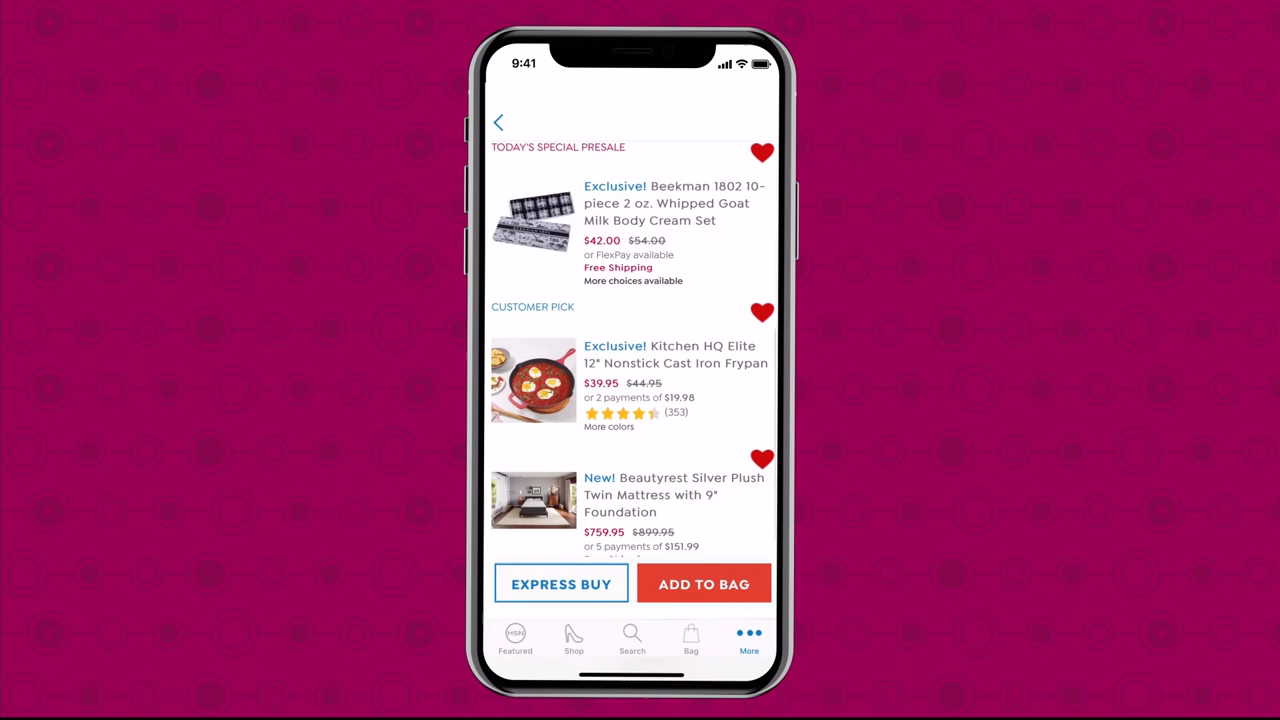 9:41
TODAY'S SPECIAL PRESALE
Exclusive! Beekman 1802 10-
piece 2 oz. Whipped Goat
Milk Body Cream Set
$42.00 $54.00
or FlexPay available
Free Shipping
More choices available
CUSTOMER PICK
Exclusive! Kitchen HQ Elite
12" Nonstick Cast Iron Frypan
$39.95 $44.95
or 2 payments of $19.98
(353)
More colors
New! Beautyrest Silver Plush
Twin Mattress with 9"
Foundation
$759.95 $899.95
or 5 payments of $151.99
EXPRESS BUY ADD TO BAG
HSN
Featured Shop Search Bag More